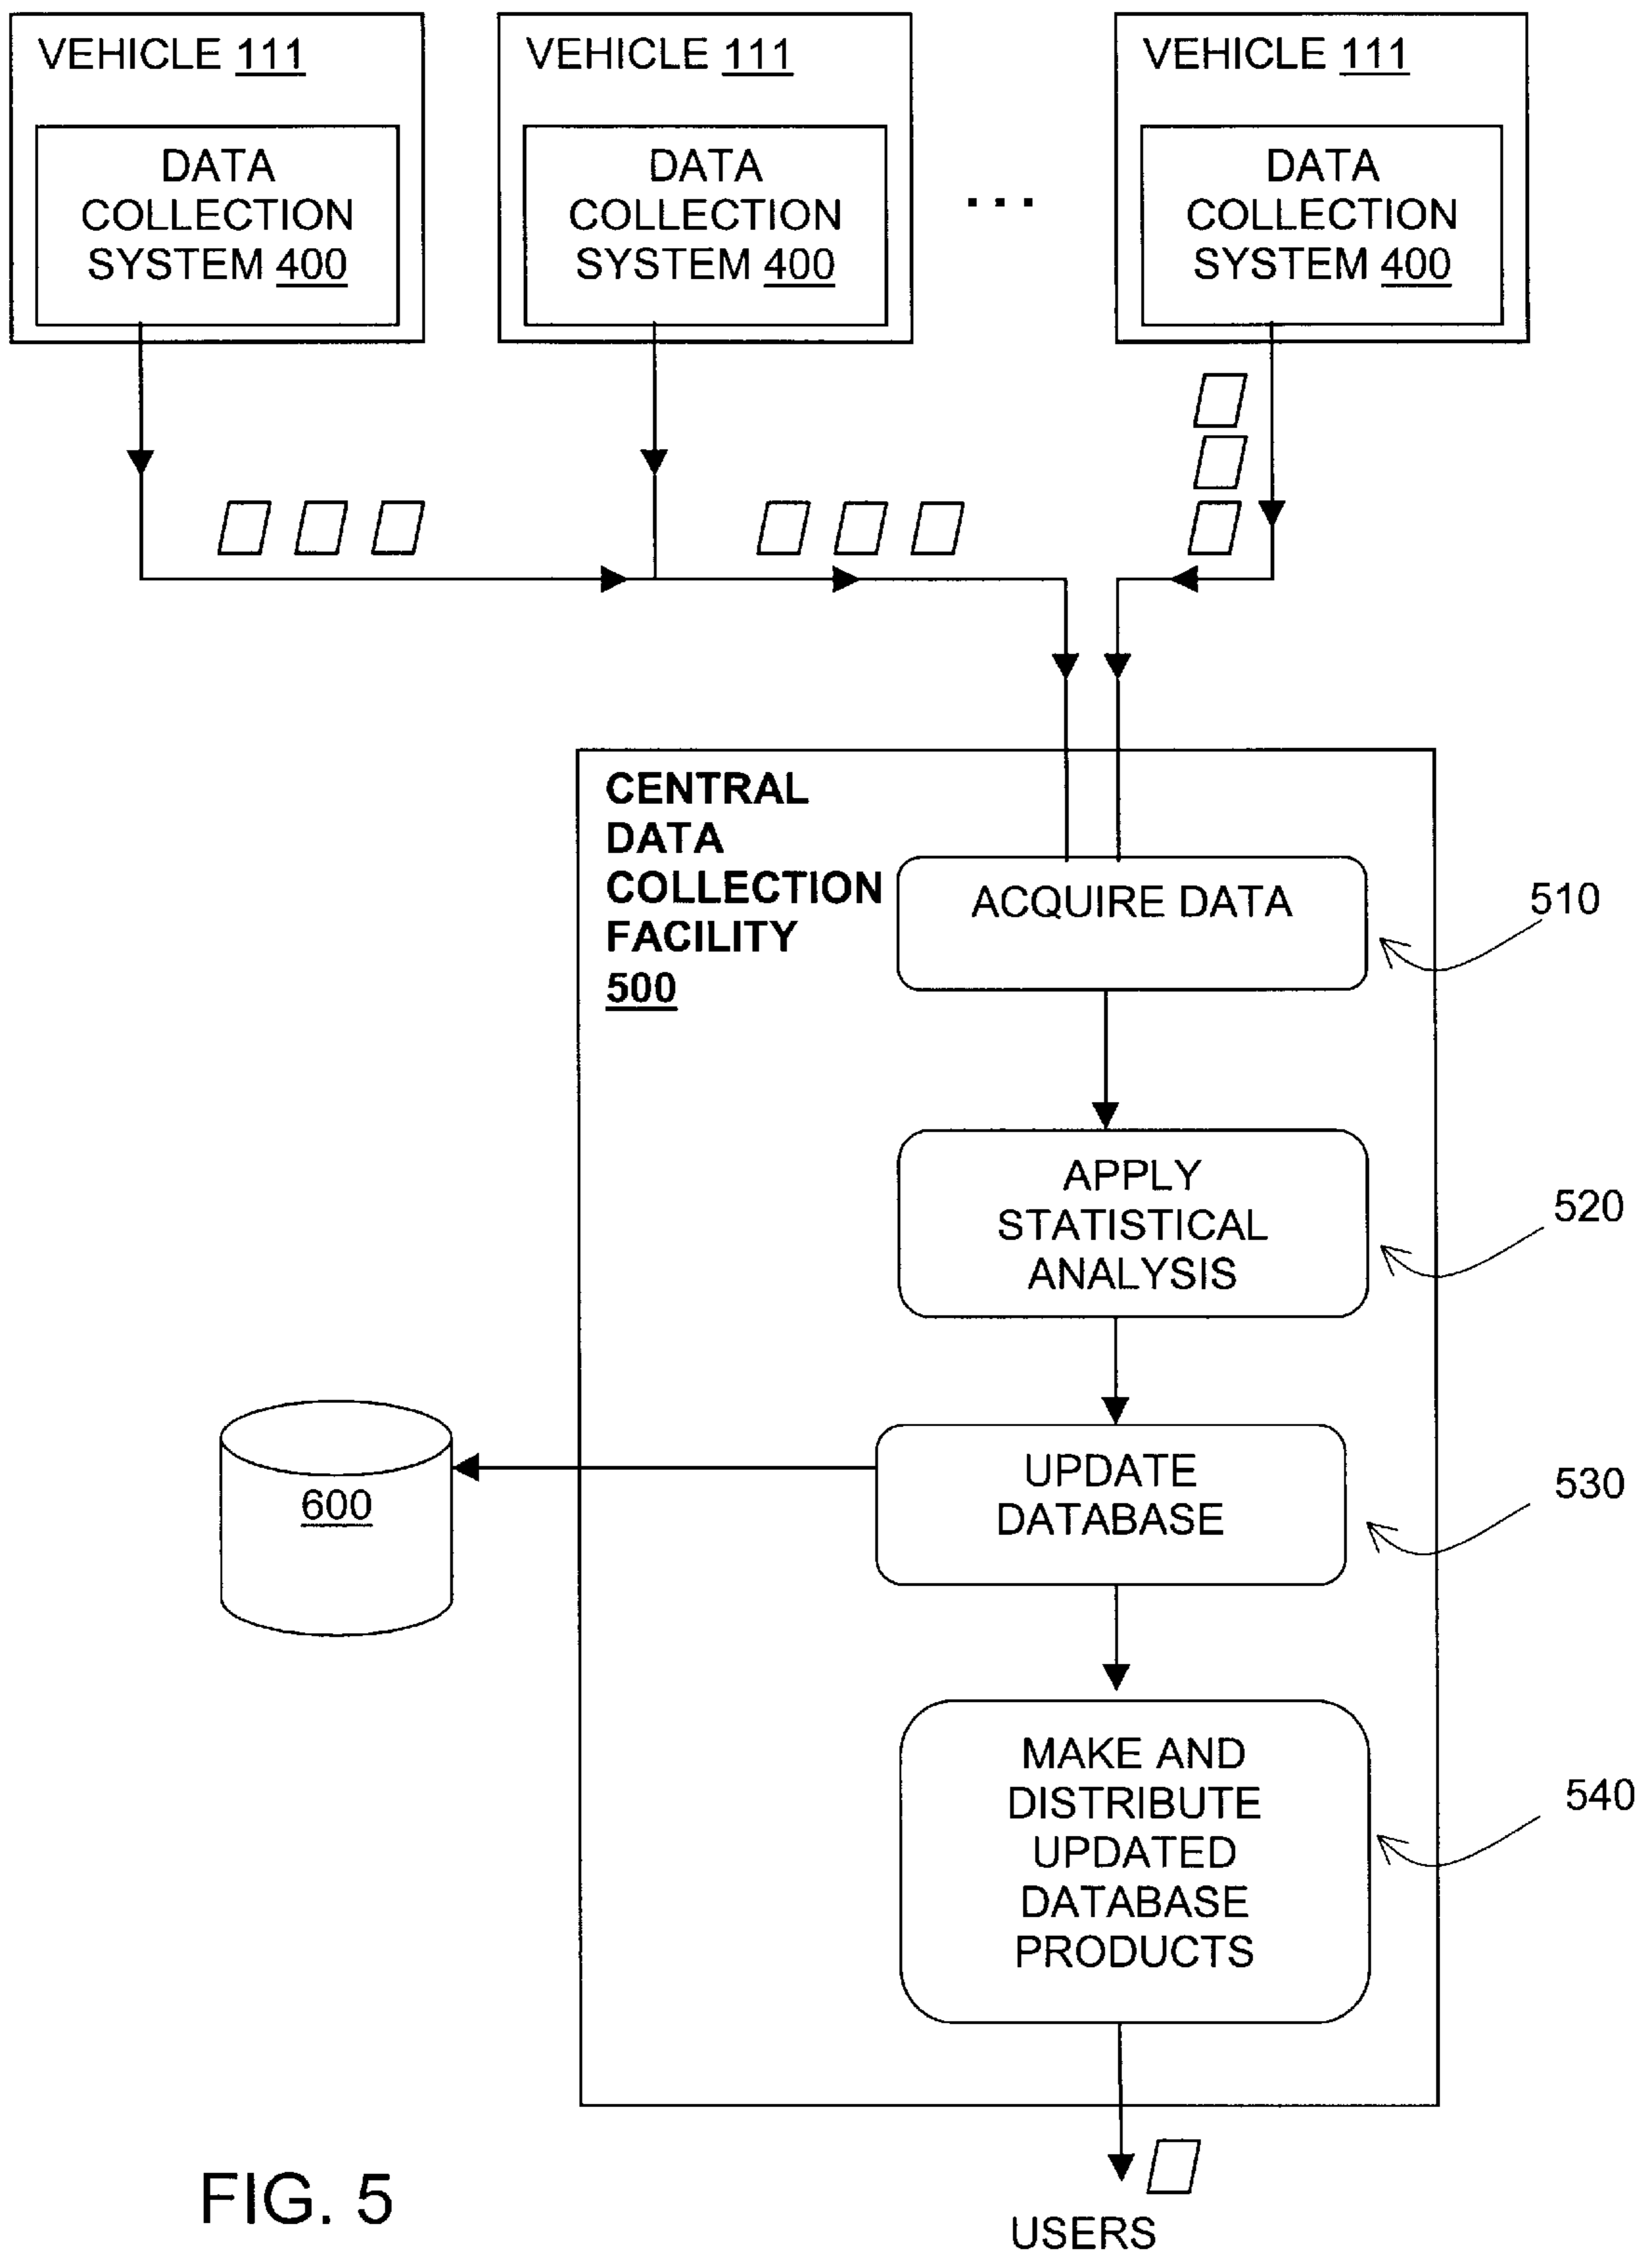 VEHICLE 111
DATA
COLLECTION
SYSTEM 400
VEHICLE 111
DATA
COLLECTION
SYSTEM 400
...
VEHICLE 111
DATA
COLLECTION
SYSTEM 400
CENTRAL
DATA
COLLECTION
FACILITY
500
ACQUIRE DATA
510
APPLY
STATISTICAL
ANALYSIS
520
600
UPDATE
DATABASE
530
MAKE AND
DISTRIBUTE
UPDATED
DATABASE
PRODUCTS
540
USERS
FIG. 5